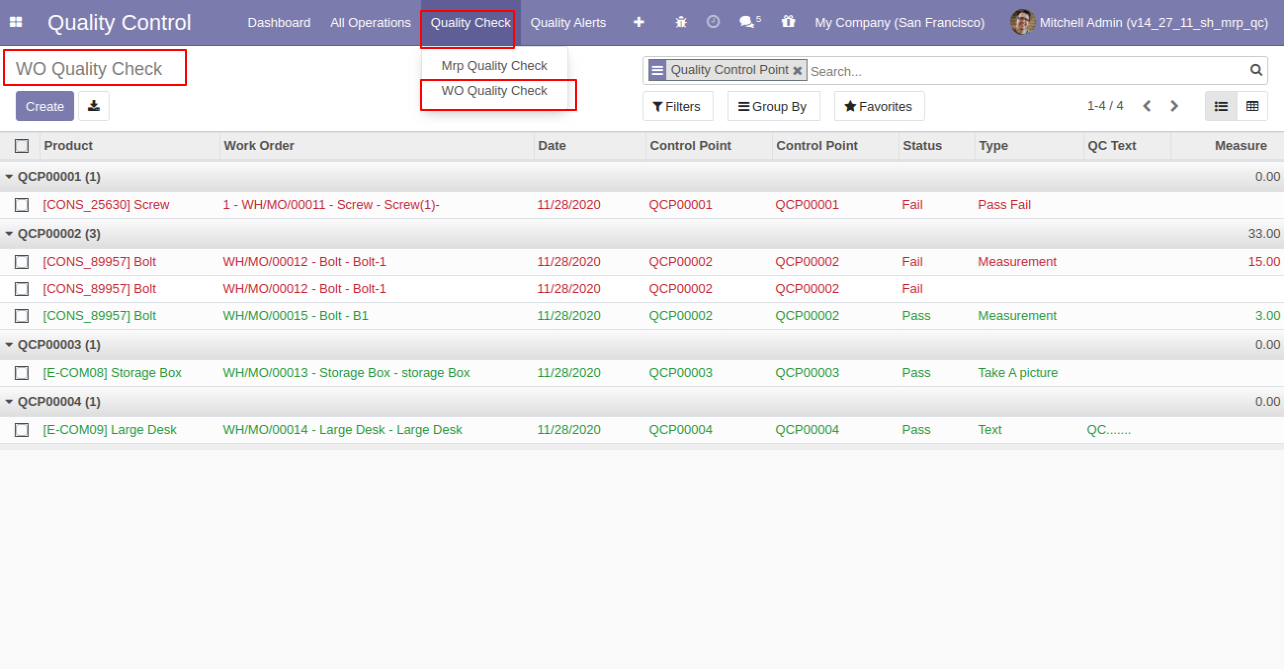 Quality Control Dashboard All Operations Quality Check Quality Alerts 5 My Company (San Francisco) Mitchell Admin (v14_27_11_sh_mrp_qc)
WO Quality Check
Mrp Quality Check
WO Quality Check
Quality Control Point Search...
Create Filters Group By Favorites 1-4 / 4
Product Work Order Date Control Point Control Point Status Type QC Text Measure
QCP00001 (1) 0.00
[CONS_25630] Screw 1 - WH/MO/00011 - Screw - Screw(1)- 11/28/2020 QCP00001 QCP00001 Fail Pass Fail
QCP00002 (3) 33.00
[CONS_89957] Bolt WH/MO/00012 - Bolt - Bolt-1 11/28/2020 QCP00002 QCP00002 Fail Measurement 15.00
[CONS_89957] Bolt WH/MO/00012 - Bolt - Bolt-1 11/28/2020 QCP00002 QCP00002 Fail
[CONS_89957] Bolt WH/MO/00015 - Bolt - B1 11/28/2020 QCP00002 QCP00002 Pass Measurement 3.00
QCP00003 (1) 0.00
[E-COM08] Storage Box WH/MO/00013 - Storage Box - storage Box 11/28/2020 QCP00003 QCP00003 Pass Take A picture
QCP00004 (1) 0.00
[E-COM09] Large Desk WH/MO/00014 - Large Desk - Large Desk 11/28/2020 QCP00004 QCP00004 Pass Text QC.......